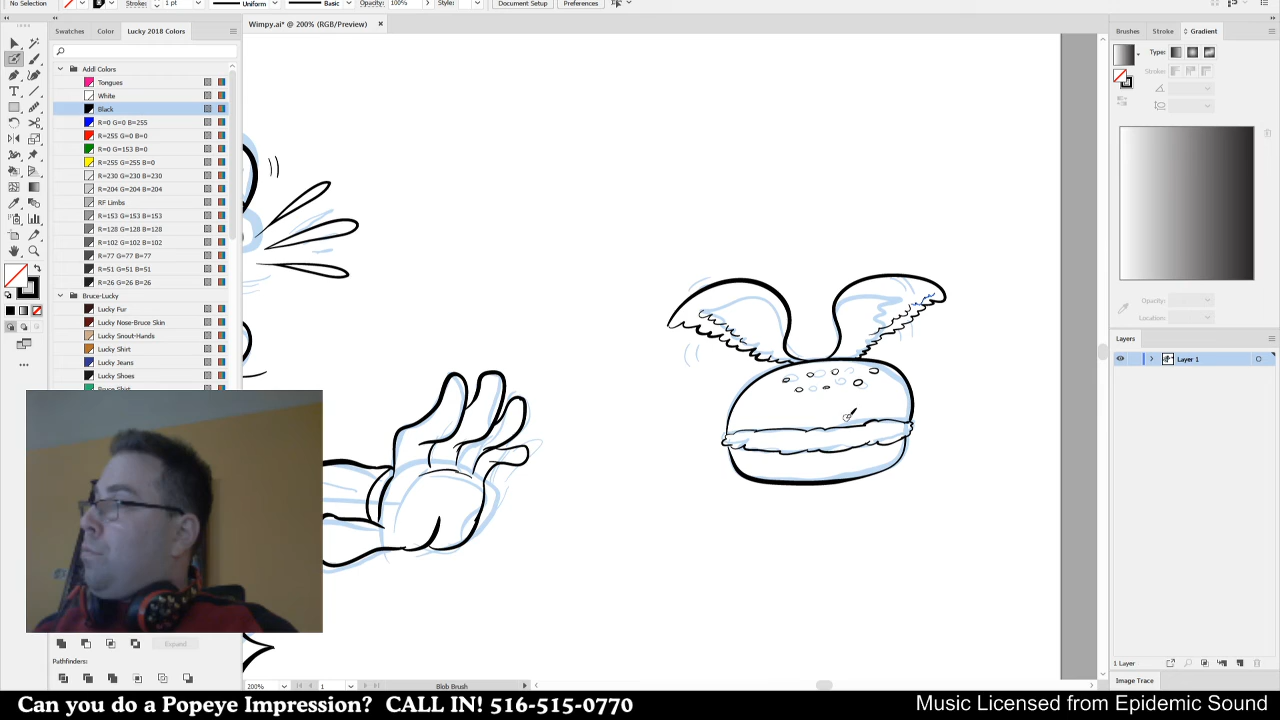 No Selection
Stroke:
1 pt
Uniform
Basic
Opacity:
100%
Style:
Document Setup
Preferences
Wimpy.ai* @ 200% (RGB/Preview)
Swatches
Color
Lucky 2018 Colors
Addl Colors
Tongues
White
Black
R=0 G=0 B=255
R=255 G=0 B=0
R=0 G=153 B=0
R=255 G=255 B=0
R=230 G=230 B=230
R=204 G=204 B=204
RF Limbs
R=153 G=153 B=153
R=128 G=128 B=128
R=102 G=102 B=102
R=77 G=77 B=77
R=51 G=51 B=51
R=26 G=26 B=26
Bruce-Lucky
Lucky Fur
Lucky Nose-Bruce Skin
Lucky Snout-Hands
Lucky Shirt
Lucky Jeans
Lucky Shoes
Bruce Shirt
Expand
Pathfinders:
200%
1
Blob Brush
Brushes
Stroke
Gradient
Type:
Stroke:
Opacity:
Location:
Layers
Layer 1
1 Layer
Image Trace
Can you do a Popeye Impression? CALL IN! 516-515-0770
Music Licensed from Epidemic Sound